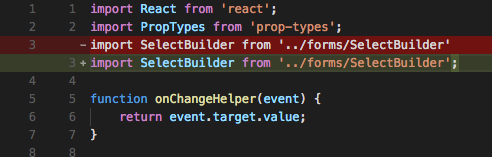 1 1 import React from 'react';
2 2 import PropTypes from 'prop-types';
3 - import SelectBuilder from '../forms/SelectBuilder'
3 + import SelectBuilder from '../forms/SelectBuilder';
4 4
5 5 function onChangeHelper(event) {
6 6 return event.target.value;
7 7 }
8 8